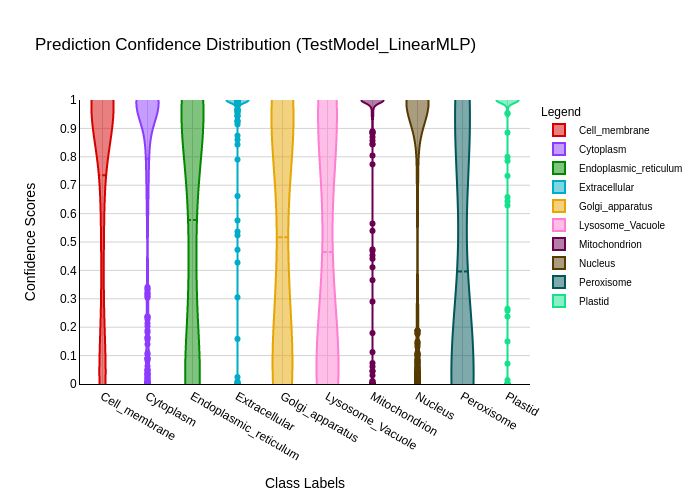 Prediction Confidence Distribution (TestModel_LinearMLP)
Legend
Cell_membrane
Cytoplasm
Endoplasmic_reticulum
Extracellular
Golgi_apparatus
Lysosome_Vacuole
Mitochondrion
Nucleus
Peroxisome
Plastid
Confidence Scores
1
0.9
0.8
0.7
0.6
0.5
0.4
0.3
0.2
0.1
0
Cell_membrane
Cytoplasm
Endoplasmic_reticulum
Extracellular
Golgi_apparatus
Lysosome_Vacuole
Mitochondrion
Nucleus
Peroxisome
Plastid
Class Labels